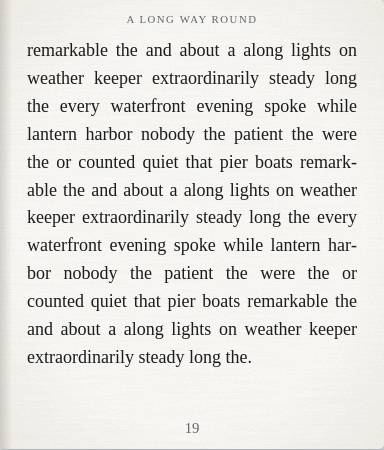 A LONG WAY ROUND
remarkable the and about a along lights on
weather keeper extraordinarily steady long
the every waterfront evening spoke while
lantern harbor nobody the patient the were
the or counted quiet that pier boats remark-
able the and about a along lights on weather
keeper extraordinarily steady long the every
waterfront evening spoke while lantern har-
bor nobody the patient the were the or
counted quiet that pier boats remarkable the
and about a along lights on weather keeper
extraordinarily steady long the.
19